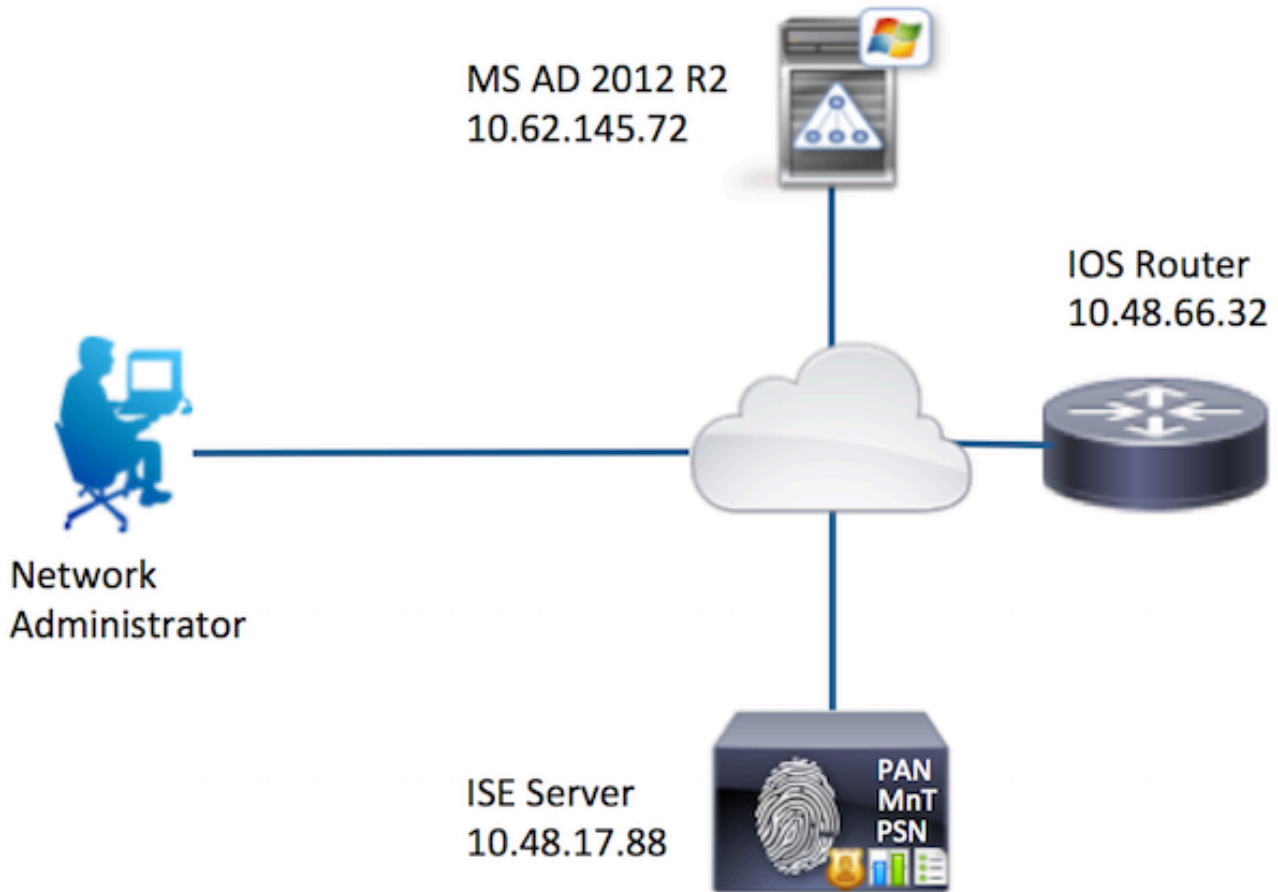 MS AD 2012 R2
10.62.145.72
IOS Router
10.48.66.32
Network
Administrator
ISE Server
10.48.17.88
PAN
MnT
PSN